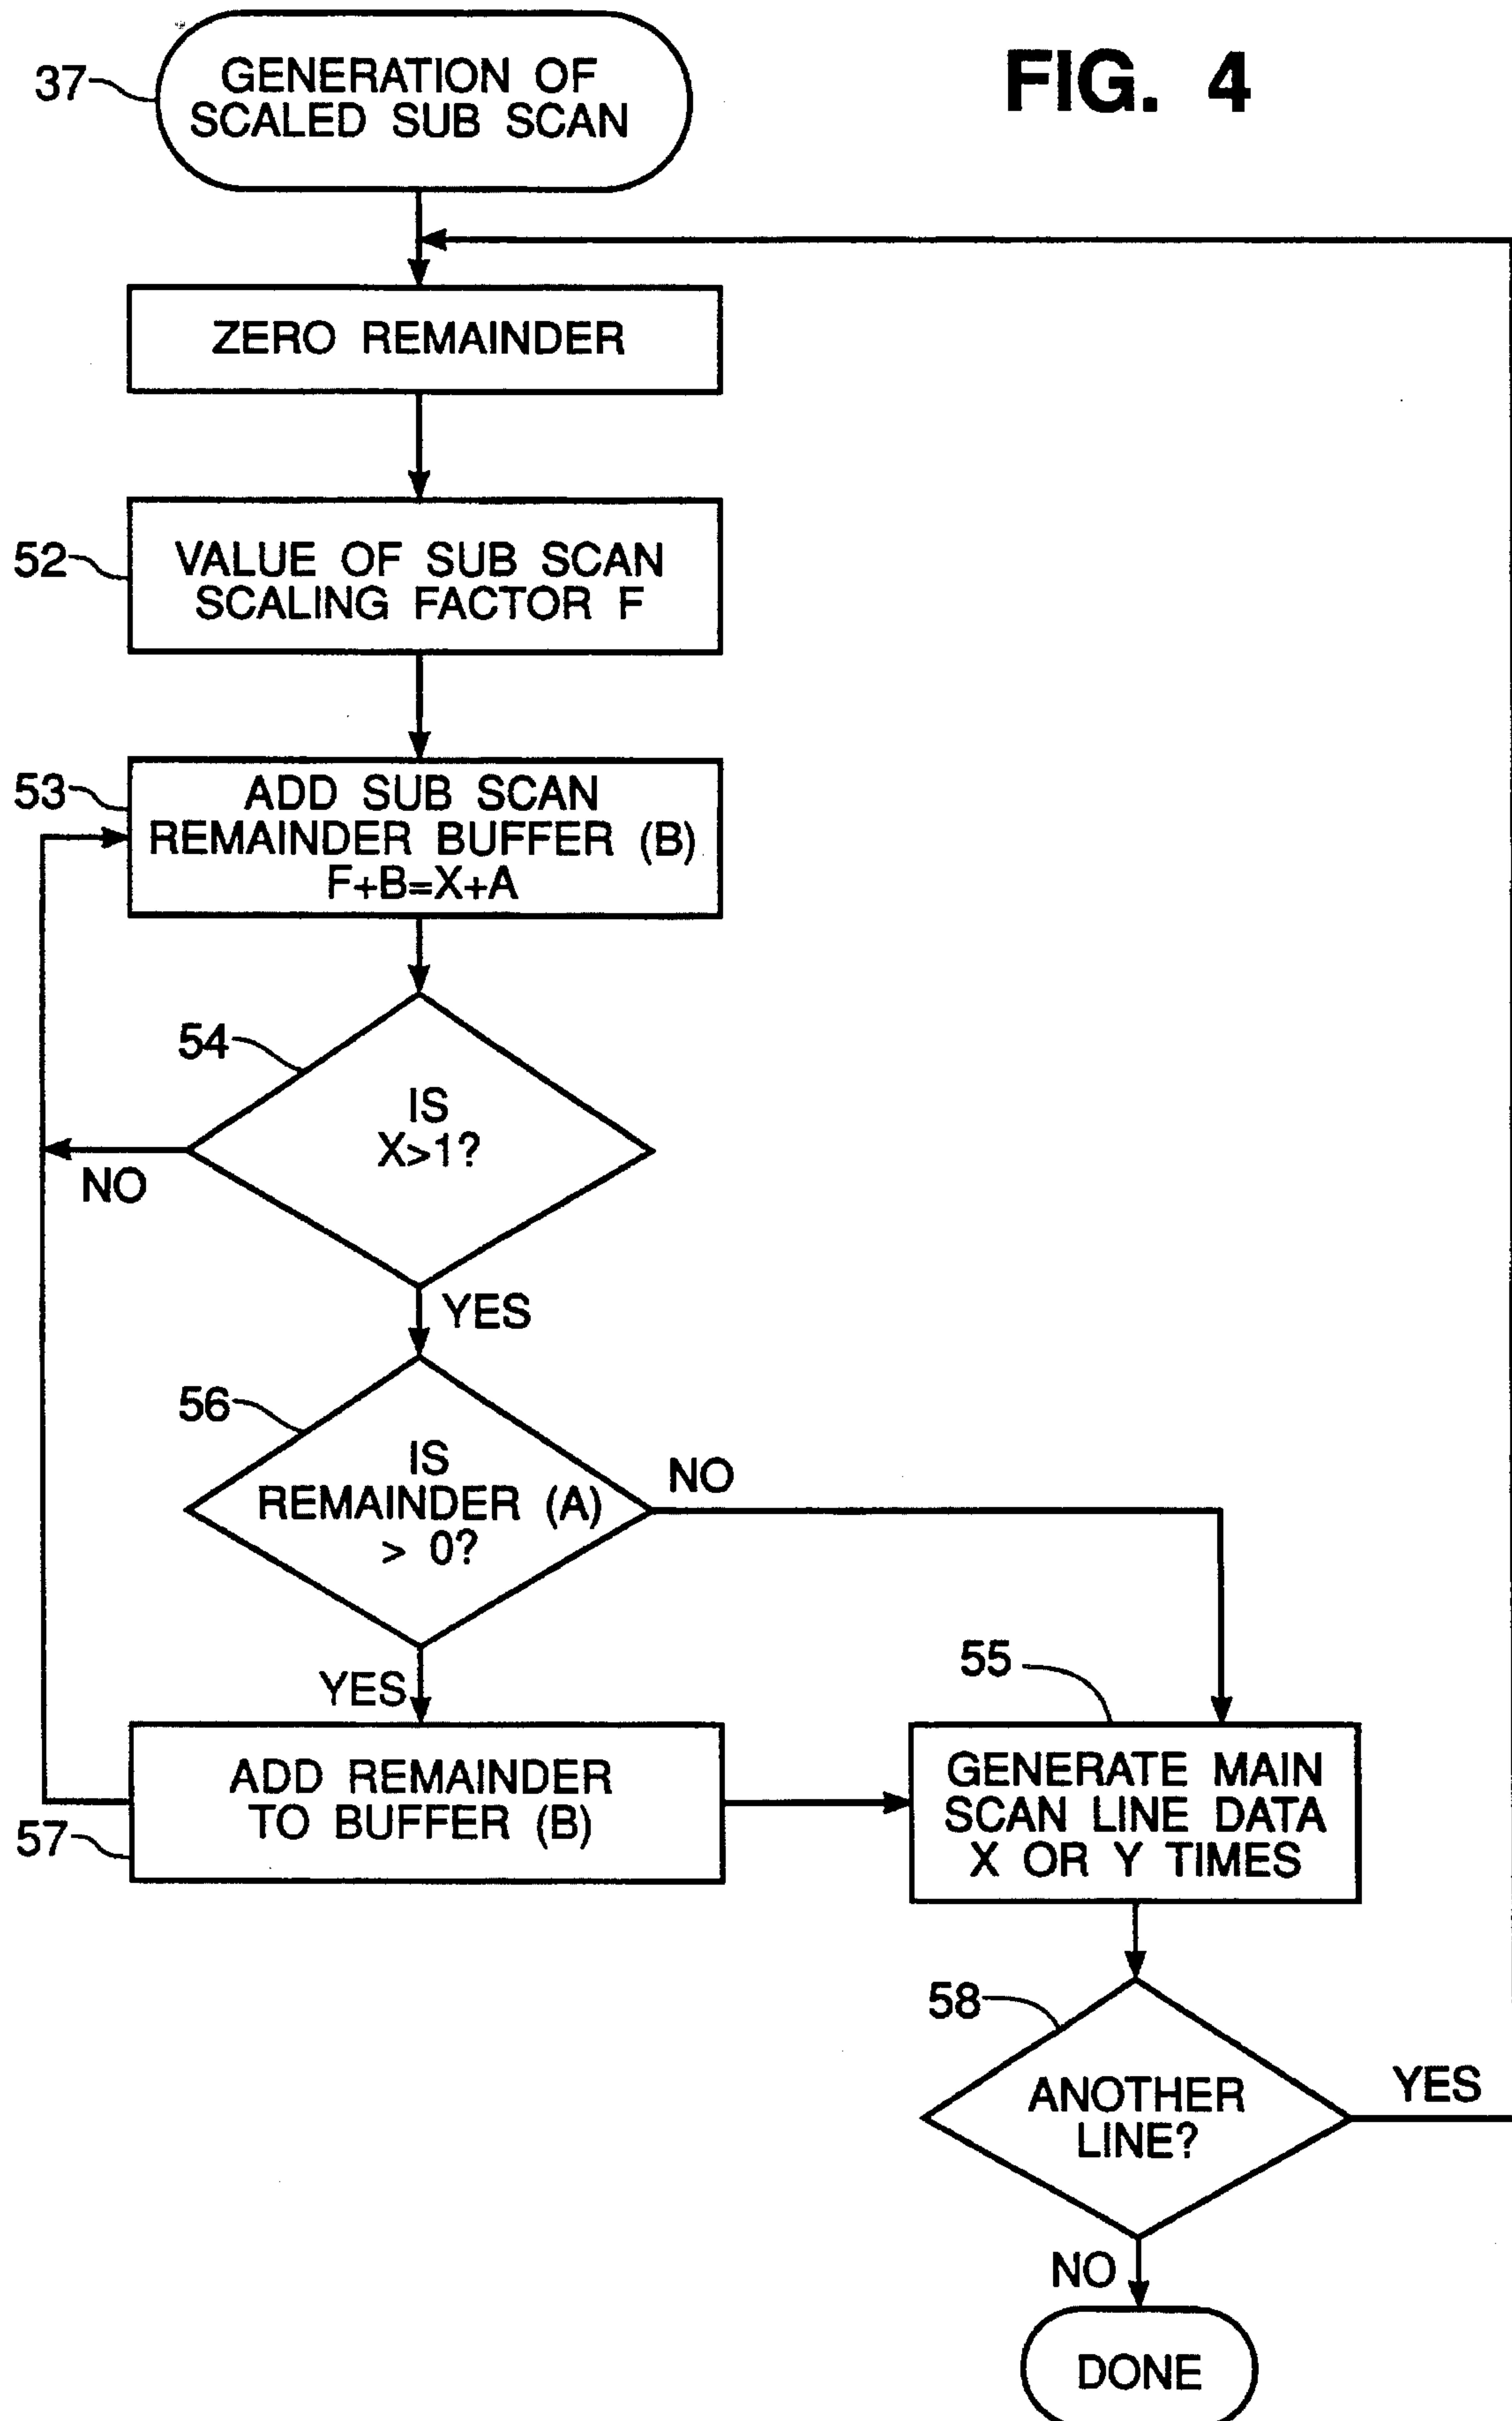 FIG. 4
37
GENERATION OF
SCALED SUB SCAN
ZERO REMAINDER
52
VALUE OF SUB SCAN
SCALING FACTOR F
53
ADD SUB SCAN
REMAINDER BUFFER (B)
F+B=X+A
54
IS
X>1?
NO
YES
56
IS
REMAINDER (A)
> 0?
NO
YES
57
ADD REMAINDER
TO BUFFER (B)
55
GENERATE MAIN
SCAN LINE DATA
X OR Y TIMES
58
ANOTHER
LINE?
YES
NO
DONE